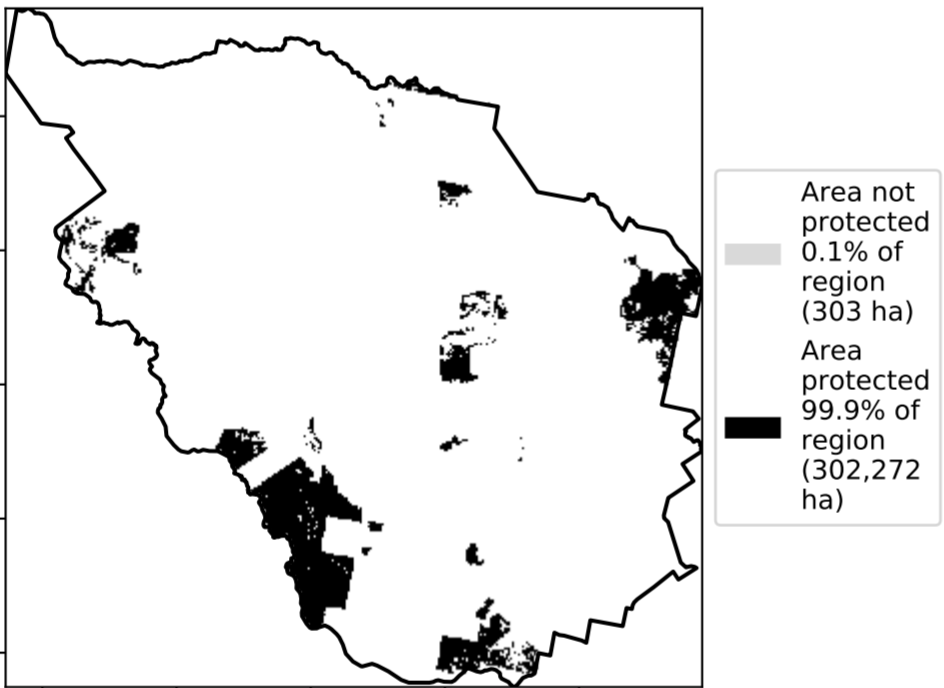 Area not
protected
0.1% of
region
(303 ha)
Area
protected
99.9% of
region
(302,272
ha)